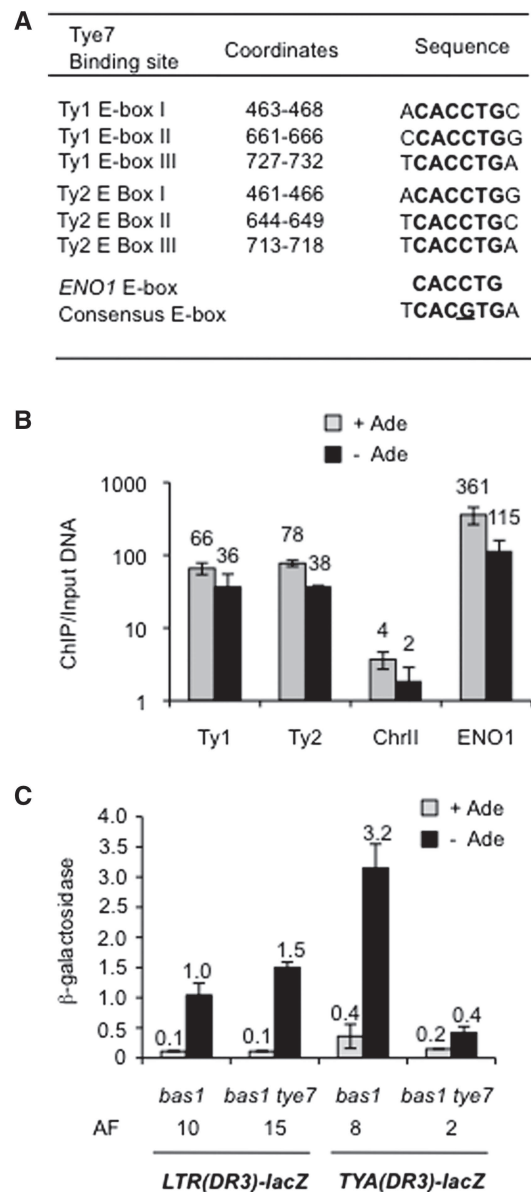 A
Tye7
Binding site Coordinates Sequence
Ty1 E-box I 463-468 ACACCTGC
Ty1 E-box II 661-666 CCACCTGG
Ty1 E-box III 727-732 TCACCTGA
Ty2 E Box I 461-466 ACACCTGG
Ty2 E Box II 644-649 TCACCTGC
Ty2 E Box III 713-718 TCACCTGA
ENO1 E-box CACCTG
Consensus E-box TCACGTGA
B
+ Ade
- Ade
ChIP/Input DNA
1000
100
10
1
66 36 78 38 4 2 361 115
Ty1 Ty2 ChrII ENO1
C
+ Ade
- Ade
β-galactosidase
4.0
3.5
3.0
2.5
2.0
1.5
1.0
0.5
0
0.1 1.0 0.1 1.5 0.4 3.2 0.2 0.4
bas1 bas1 tye7 bas1 bas1 tye7
AF 10 15 8 2
LTR(DR3)-lacZ TYA(DR3)-lacZ